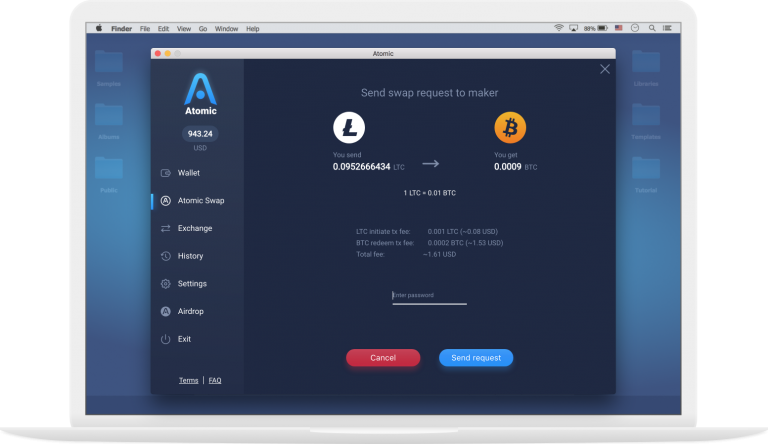 Finder File Edit View Go Window Help
88%
Atomic
Samples
Albums
Public
Libraries
Templates
Tutorial
Atomic
943.24
USD
Wallet
Atomic Swap
Exchange
History
Settings
Airdrop
Exit
Terms | FAQ
Send swap request to maker
You send
0.0952666434 LTC
You get
0.0009 BTC
1 LTC = 0.01 BTC
LTC initiate tx fee: 0.001 LTC (~0.08 USD)
BTC redeem tx fee: 0.0002 BTC (~1.53 USD)
Total fee: ~1.61 USD
Enter password
Cancel
Send request